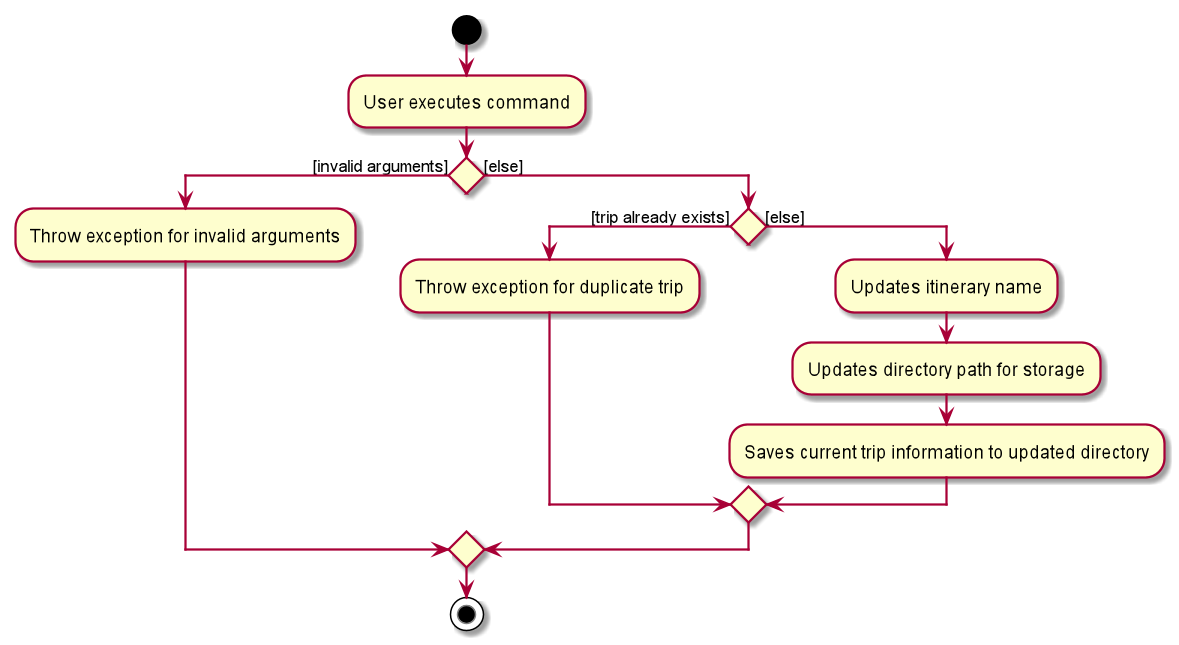 User executes command
[invalid arguments]
[else]
Throw exception for invalid arguments
[trip already exists]
[else]
Throw exception for duplicate trip
Updates itinerary name
Updates directory path for storage
Saves current trip information to updated directory